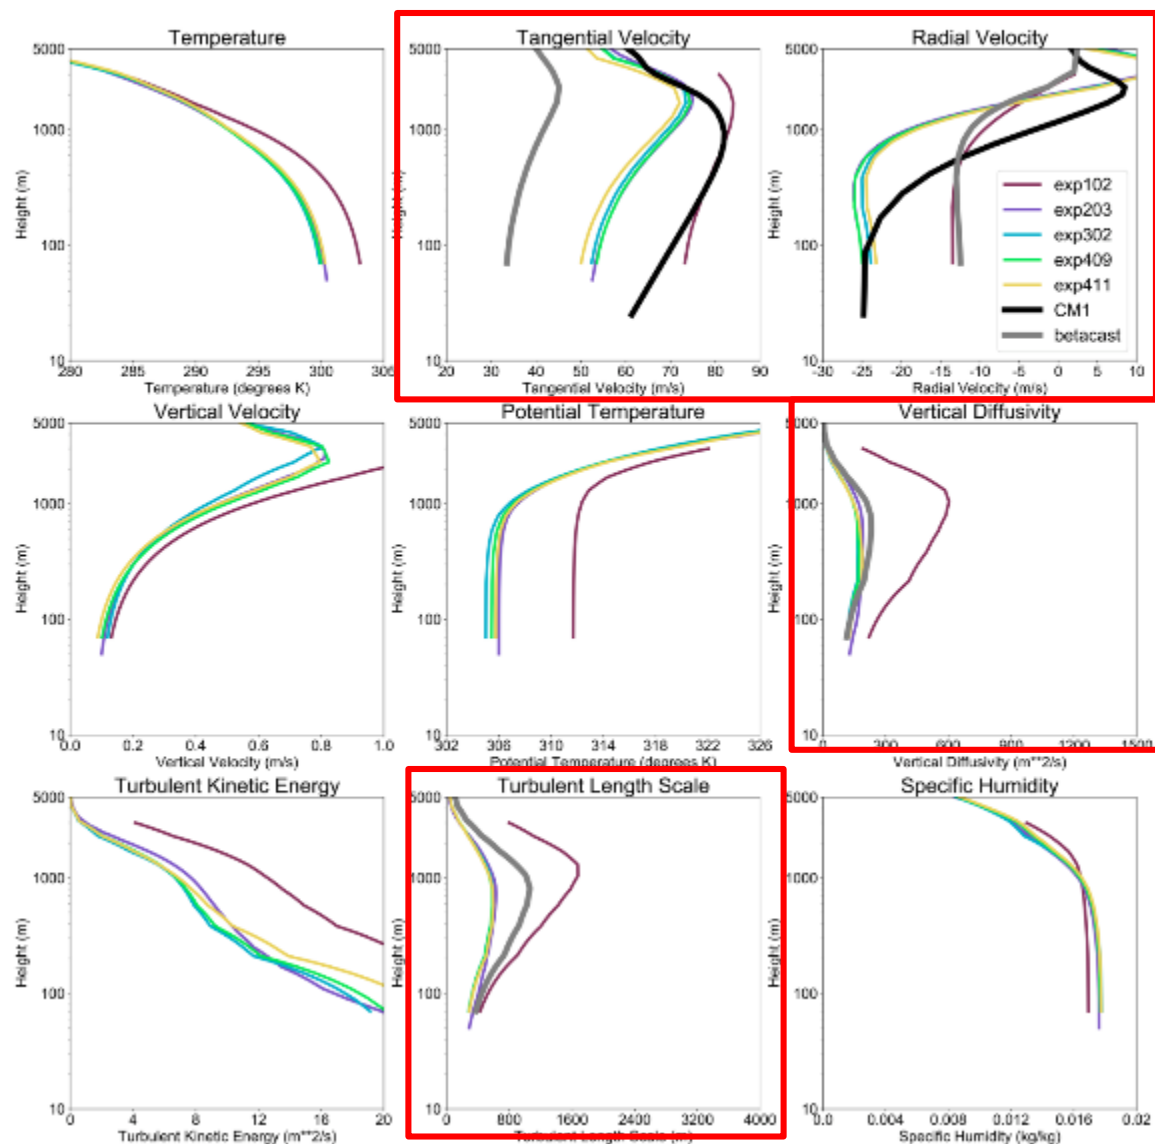 Temperature
Tangential Velocity
Radial Velocity
5000
1000
100
10
Height (m)
280
285
290
295
300
305
Temperature (degrees K)
5000
1000
100
10
Height (m)
20
30
40
50
60
70
80
90
Tangential Velocity (m/s)
5000
1000
100
10
Height (m)
-30
-25
-20
-15
-10
-5
0
5
10
Radial Velocity (m/s)
exp102
exp203
exp302
exp409
exp411
CM1
betacast
Vertical Velocity
Potential Temperature
Vertical Diffusivity
5000
1000
100
10
Height (m)
0.0
0.2
0.4
0.6
0.8
1.0
Vertical Velocity (m/s)
5000
1000
100
10
Height (m)
302
306
310
314
318
322
326
Potential Temperature (degrees K)
5000
1000
100
10
Height (m)
0
300
600
900
1200
1500
Vertical Diffusivity (m**2/s)
Turbulent Kinetic Energy
Turbulent Length Scale
Specific Humidity
5000
1000
100
10
Height (m)
0
4
8
12
16
20
Turbulent Kinetic Energy (m**2/s)
5000
1000
100
10
Height (m)
0
800
1600
2400
3200
4000
Turbulent Length Scale (m)
5000
1000
100
10
Height (m)
0.0
0.004
0.008
0.012
0.016
0.02
Specific Humidity (kg/kg)